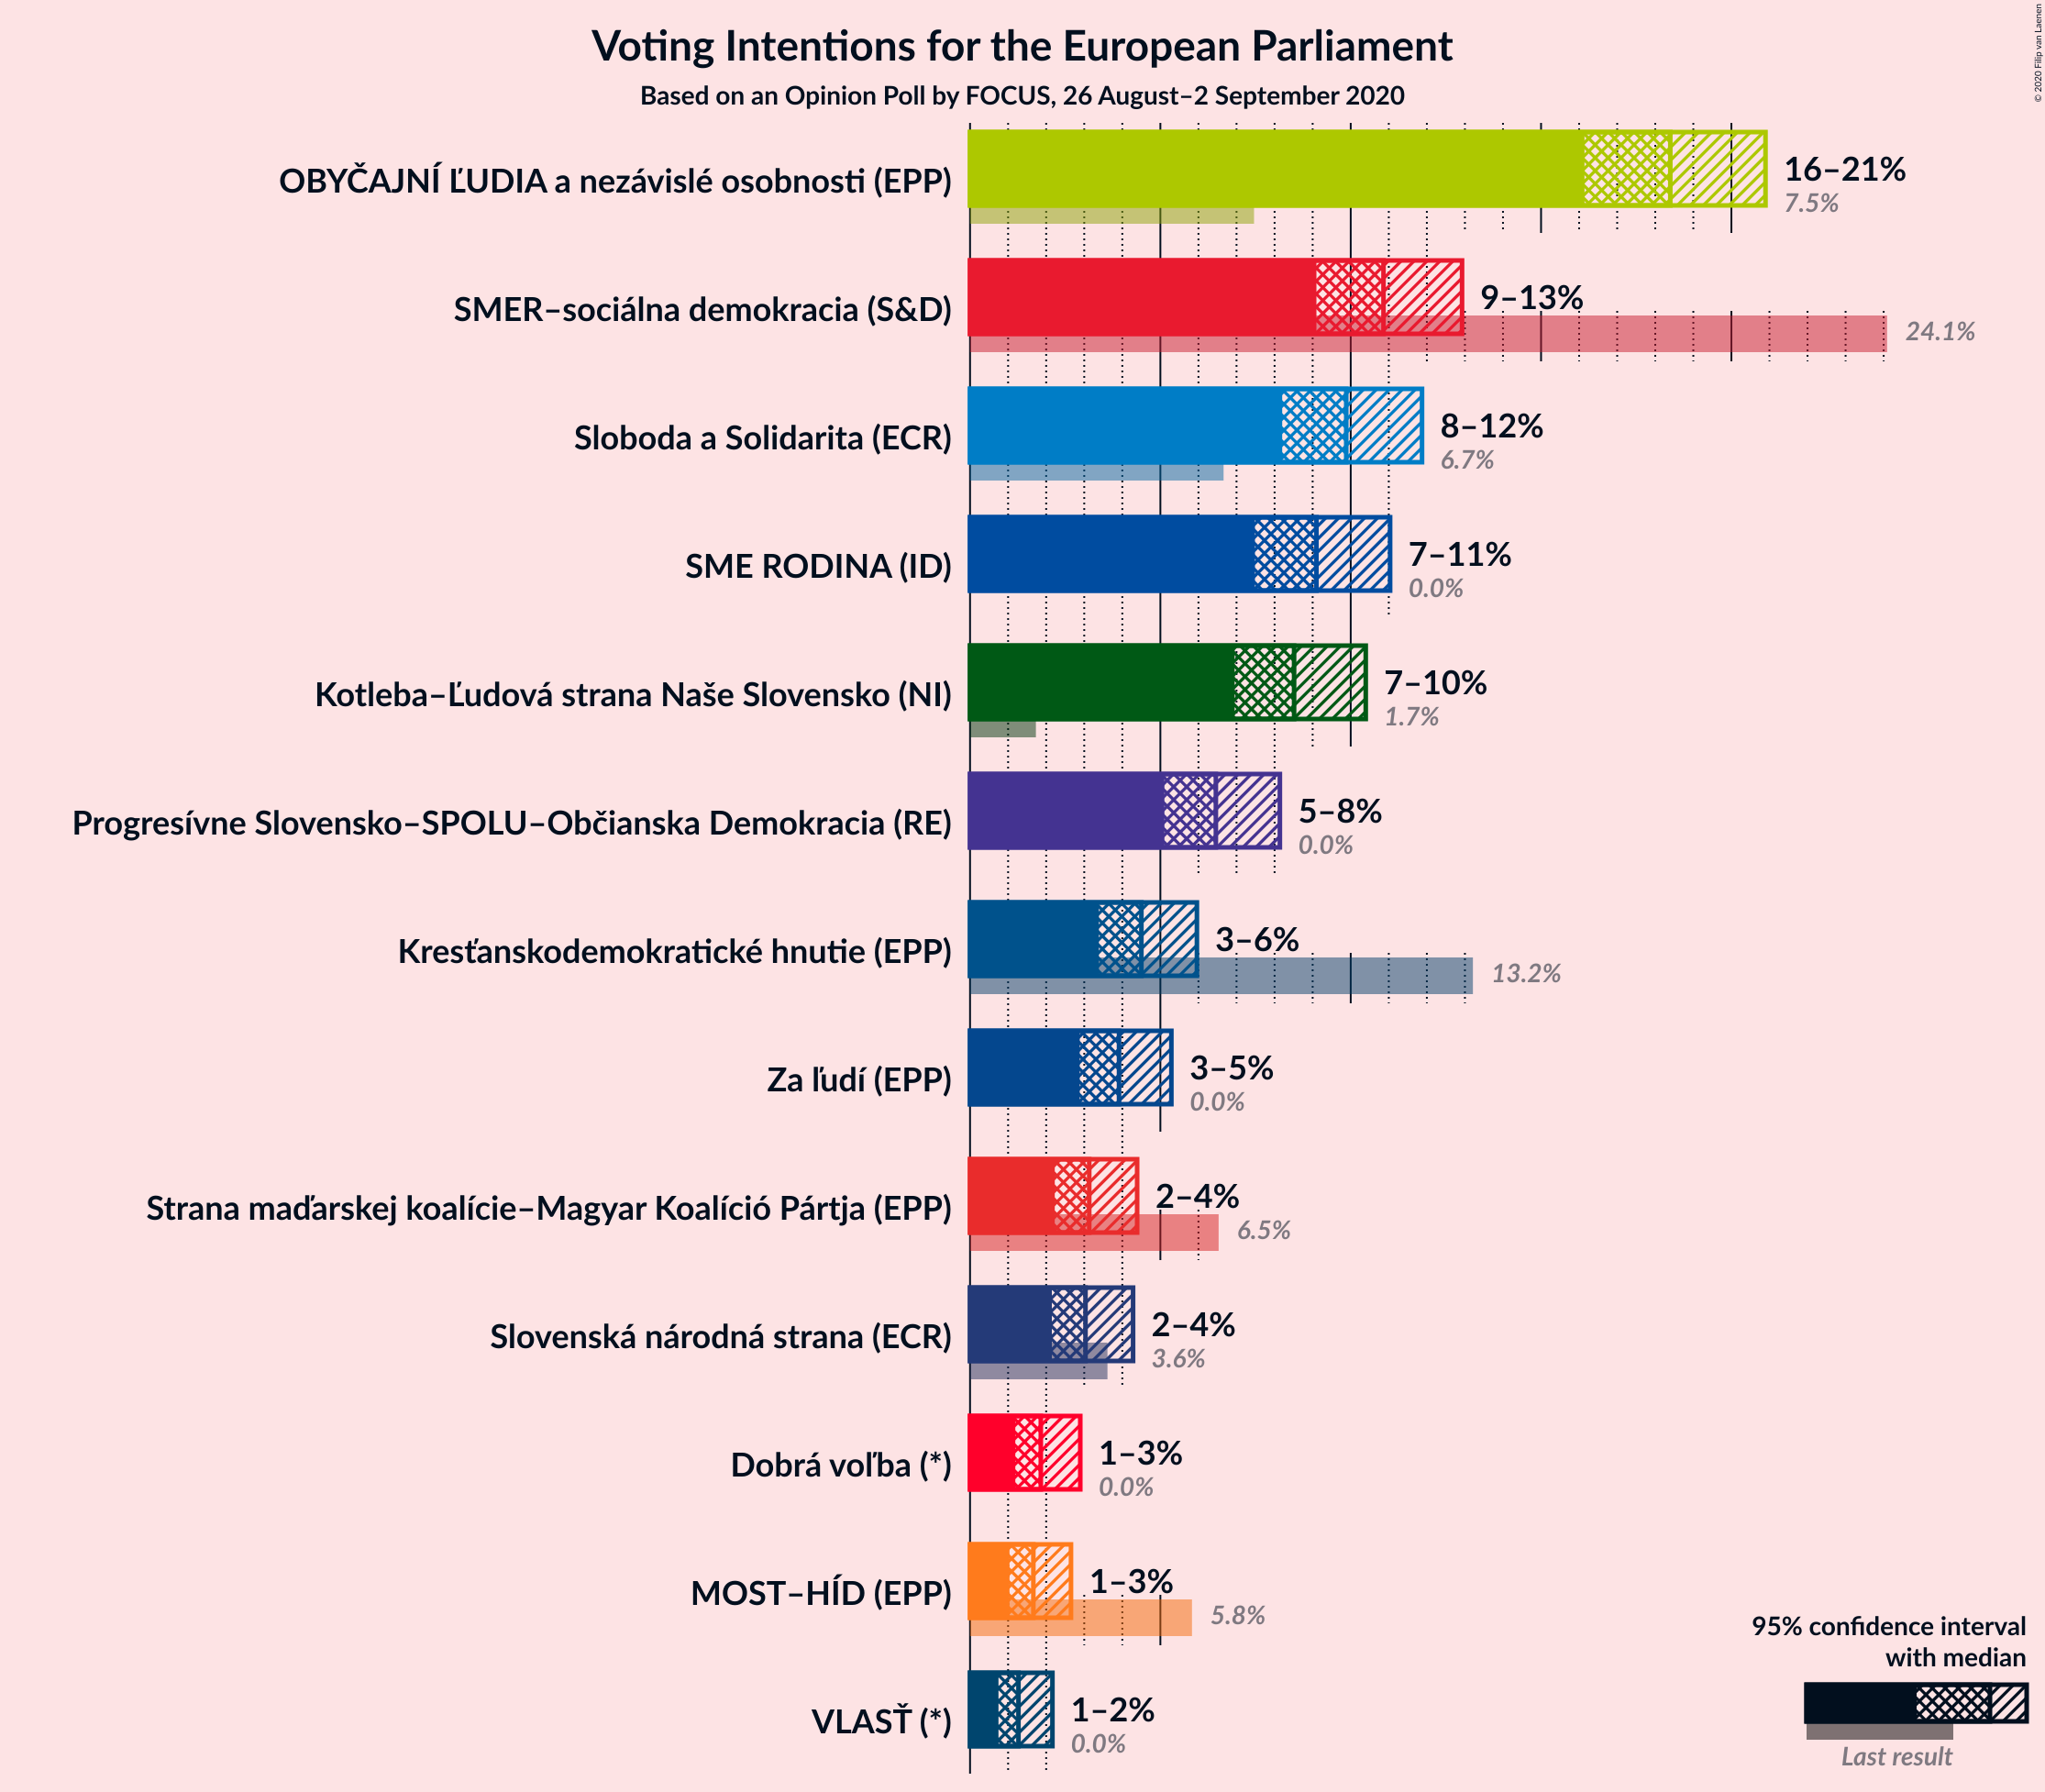 Voting Intentions for the European Parliament
Based on an Opinion Poll by FOCUS, 26 August–2 September 2020
© 2020 Filip van Laenen
OBYČAJNÍ ĽUDIA a nezávislé osobnosti (EPP)
16–21%
7.5%
SMER–sociálna demokracia (S&D)
9–13%
24.1%
Sloboda a Solidarita (ECR)
8–12%
6.7%
SME RODINA (ID)
7–11%
0.0%
Kotleba–Ľudová strana Naše Slovensko (NI)
7–10%
1.7%
Progresívne Slovensko–SPOLU–Občianska Demokracia (RE)
5–8%
0.0%
Kresťanskodemokratické hnutie (EPP)
3–6%
13.2%
Za ľudí (EPP)
3–5%
0.0%
Strana maďarskej koalície–Magyar Koalíció Pártja (EPP)
2–4%
6.5%
Slovenská národná strana (ECR)
2–4%
3.6%
Dobrá voľba (*)
1–3%
0.0%
MOST–HÍD (EPP)
1–3%
5.8%
VLASŤ (*)
1–2%
0.0%
95% confidence interval
with median
Last result